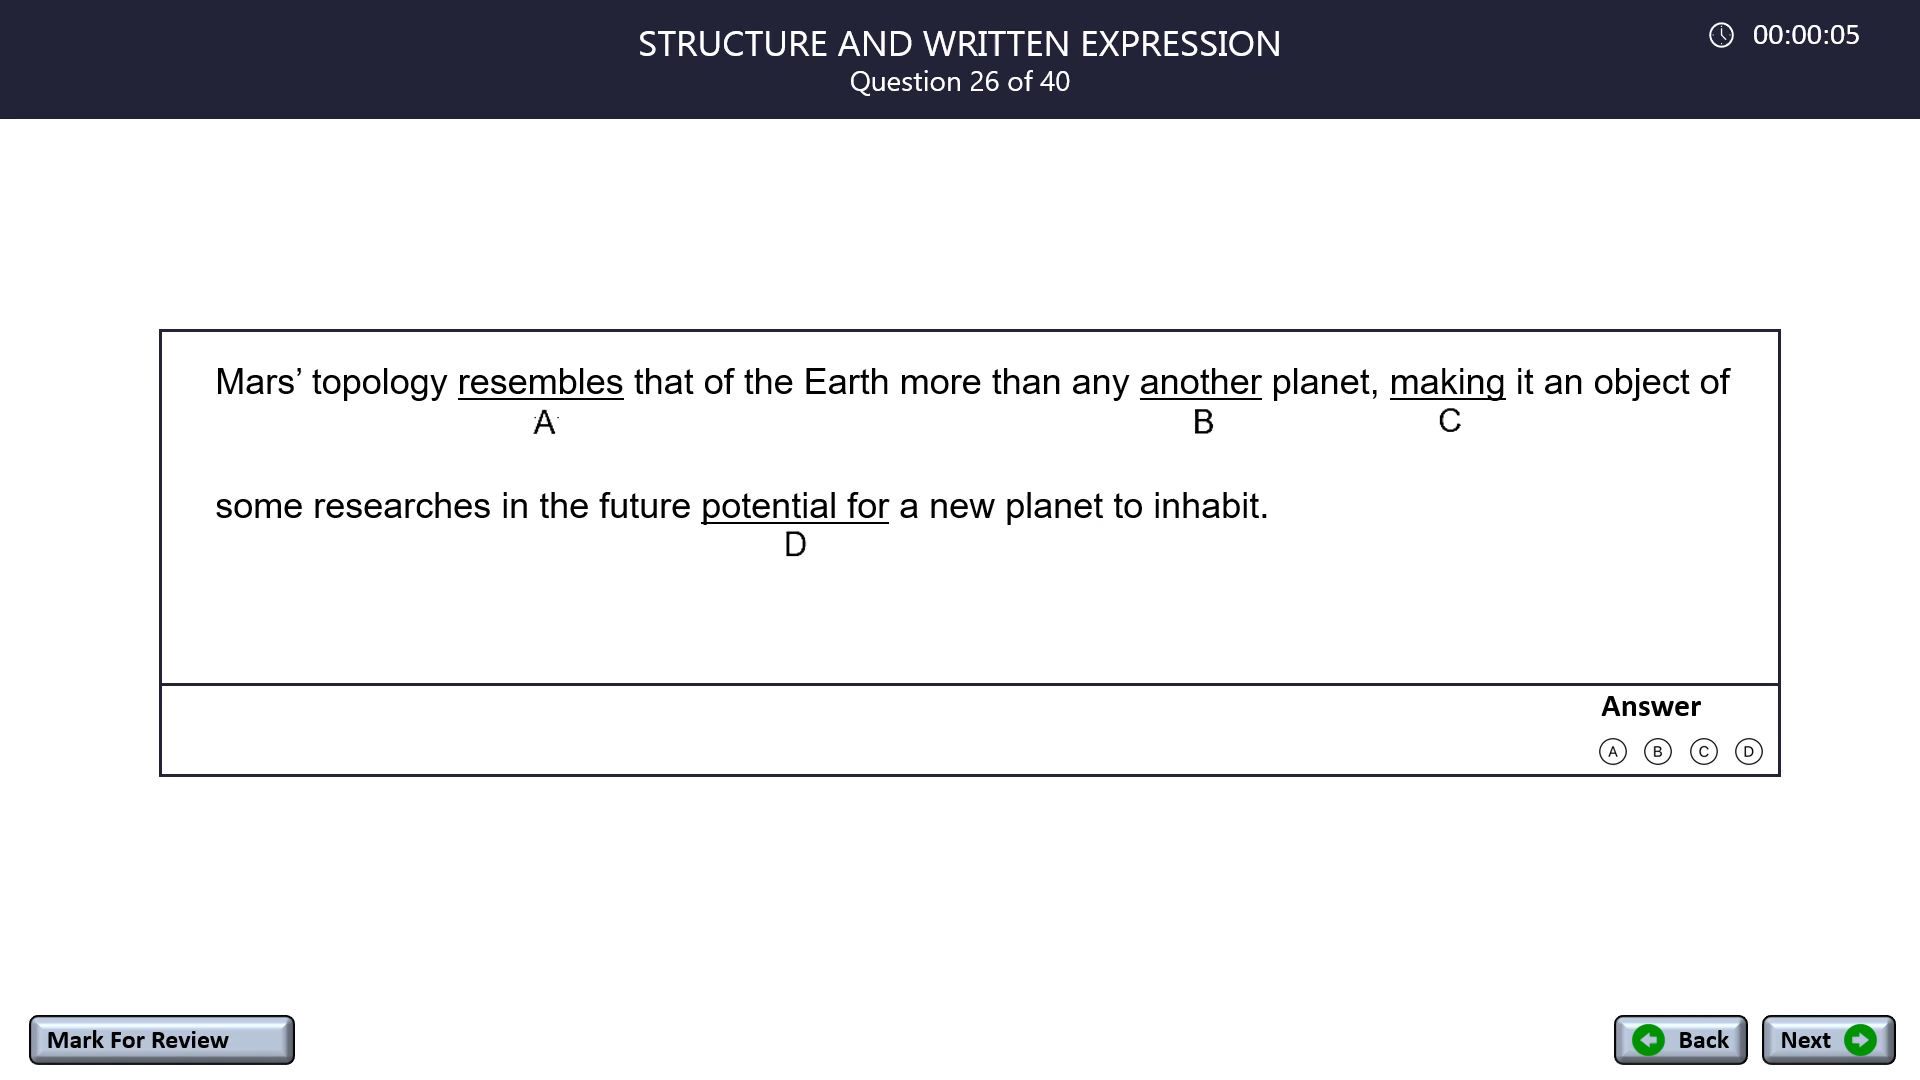 STRUCTURE AND WRITTEN EXPRESSION
00:00:05
Question 26 of 40
Mars’ topology resembles that of the Earth more than any another planet, making it an object of
A B C
some researches in the future potential for a new planet to inhabit.
D
Answer
A B C D
Mark For Review
Back Next